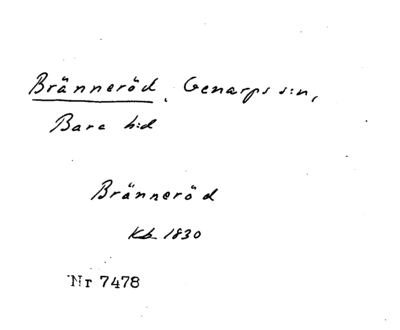 Bränneröd, Genarps s:n,
Bara h:d
Bränneröd
Kb 1830
Nr 7478